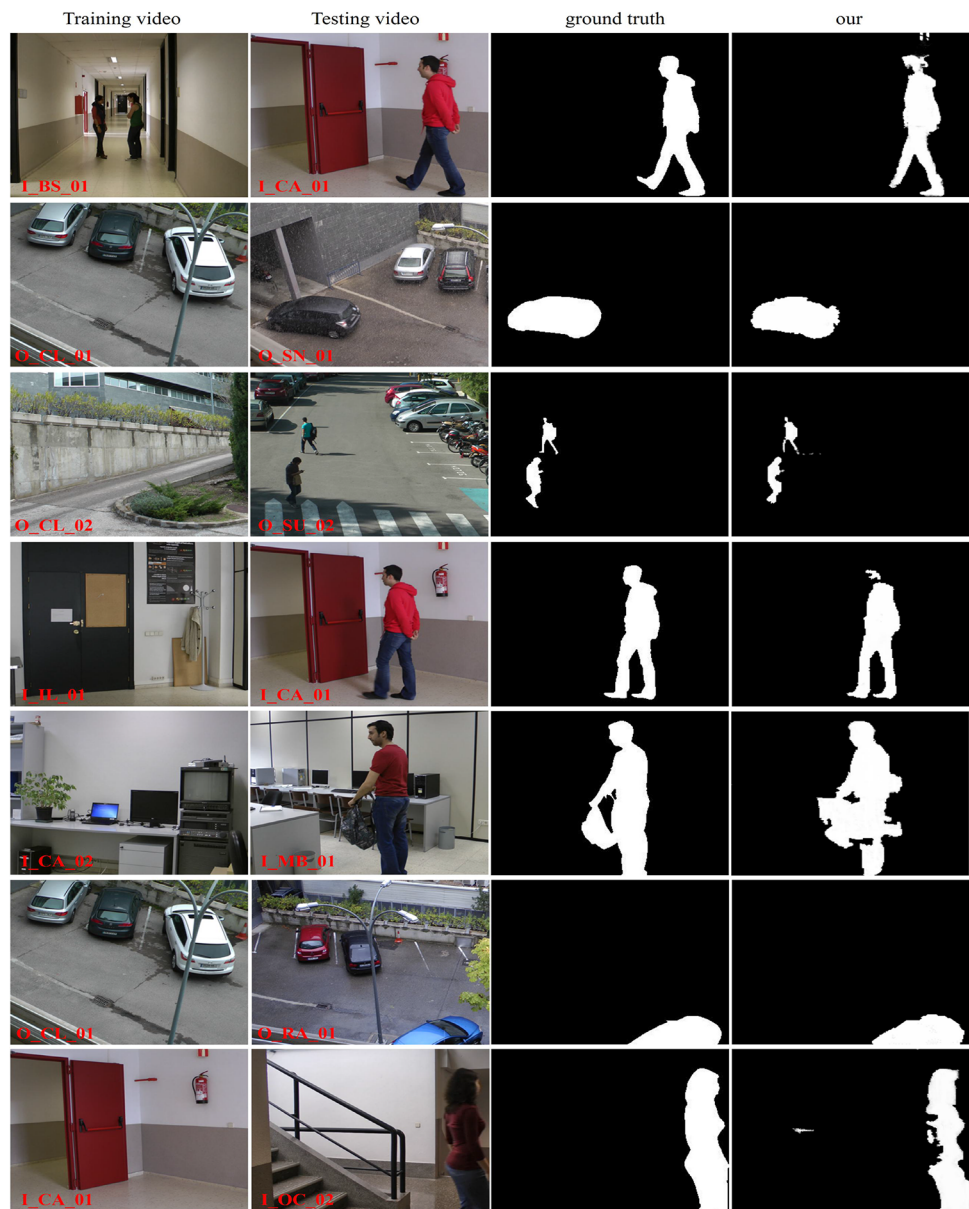 Training video Testing video ground truth our
I_BS_01 I_CA_01
O_CL_01 O_SN_01
O_CL_02 O_SU_02
I_IL_01 I_CA_01
I_CA_02 I_MB_01
O_CL_01 O_RA_01
I_CA_01 I_OC_02